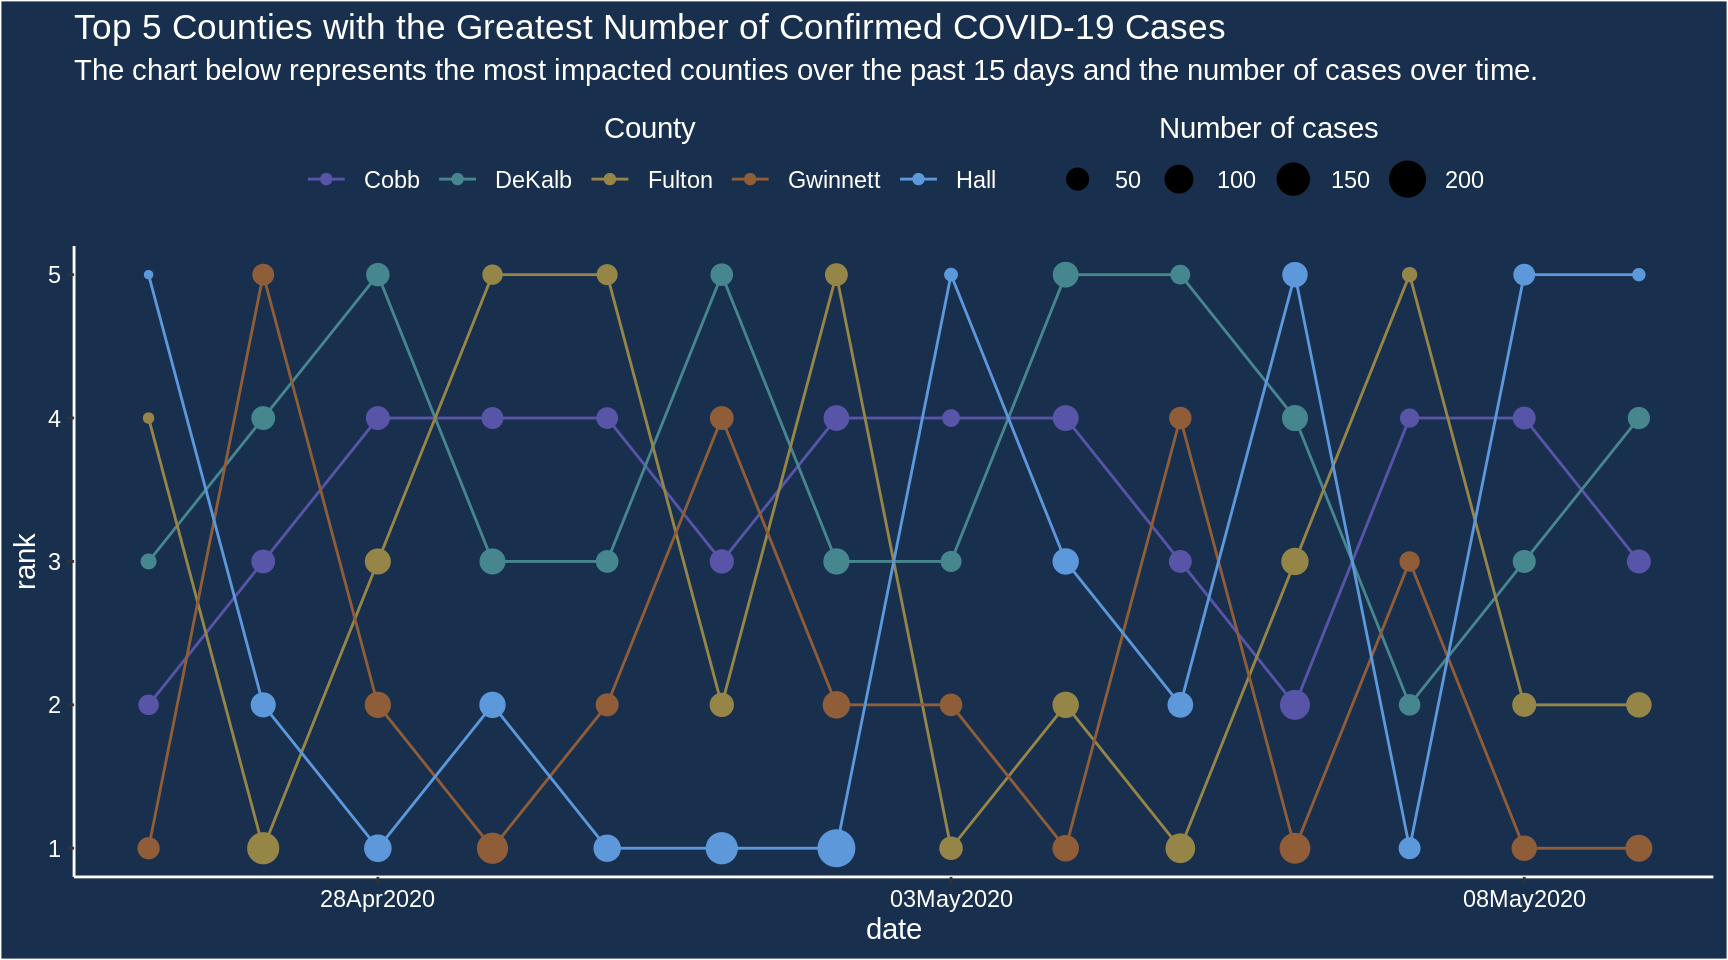 Top 5 Counties with the Greatest Number of Confirmed COVID-19 Cases
The chart below represents the most impacted counties over the past 15 days and the number of cases over time.
County
Number of cases
Cobb DeKalb Fulton Gwinnett Hall
50 100 150 200
5
4
3
2
1
rank
28Apr2020 03May2020 08May2020
date